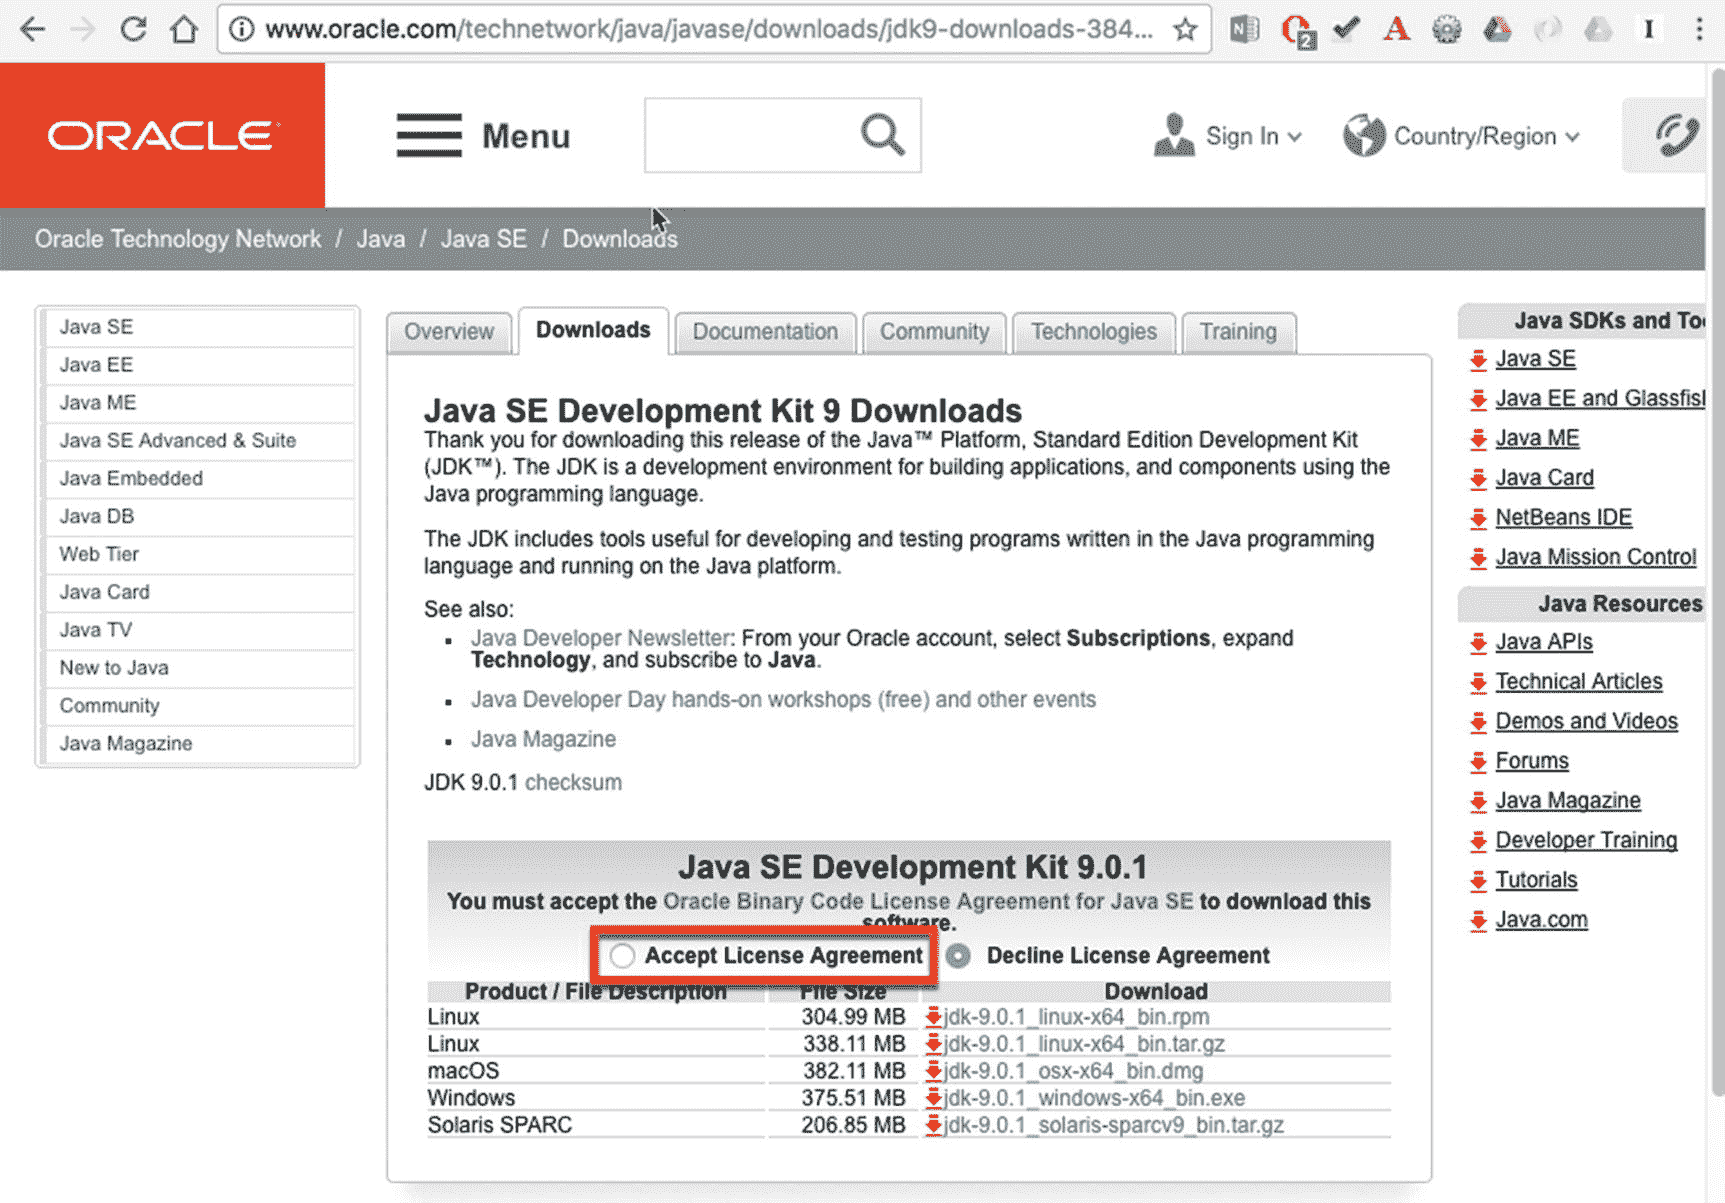 www.oracle.com/technetwork/java/javase/downloads/jdk9-downloads-384...
2
A
I
ORACLE
Menu
Sign In
Country/Region
Oracle Technology Network / Java / Java SE / Downloads
Java SE
Java EE
Java ME
Java SE Advanced & Suite
Java Embedded
Java DB
Web Tier
Java Card
Java TV
New to Java
Community
Java Magazine
Overview
Downloads
Documentation
Community
Technologies
Training
Java SE Development Kit 9 Downloads
Thank you for downloading this release of the Java™ Platform, Standard Edition Development Kit
(JDK™). The JDK is a development environment for building applications, and components using the
Java programming language.
The JDK includes tools useful for developing and testing programs written in the Java programming
language and running on the Java platform.
See also:
Java Developer Newsletter: From your Oracle account, select Subscriptions, expand
Technology, and subscribe to Java.
Java Developer Day hands-on workshops (free) and other events
Java Magazine
JDK 9.0.1 checksum
Java SE Development Kit 9.0.1
You must accept the Oracle Binary Code License Agreement for Java SE to download this
software.
Accept License Agreement Decline License Agreement
Product / File Description File Size Download
Linux 304.99 MB jdk-9.0.1_linux-x64_bin.rpm
Linux 338.11 MB jdk-9.0.1_linux-x64_bin.tar.gz
macOS 382.11 MB jdk-9.0.1_osx-x64_bin.dmg
Windows 375.51 MB jdk-9.0.1_windows-x64_bin.exe
Solaris SPARC 206.85 MB jdk-9.0.1_solaris-sparcv9_bin.tar.gz
Java SDKs and Too
Java SE
Java EE and Glassfish
Java ME
Java Card
NetBeans IDE
Java Mission Control
Java Resources
Java APIs
Technical Articles
Demos and Videos
Forums
Java Magazine
Developer Training
Tutorials
Java.com